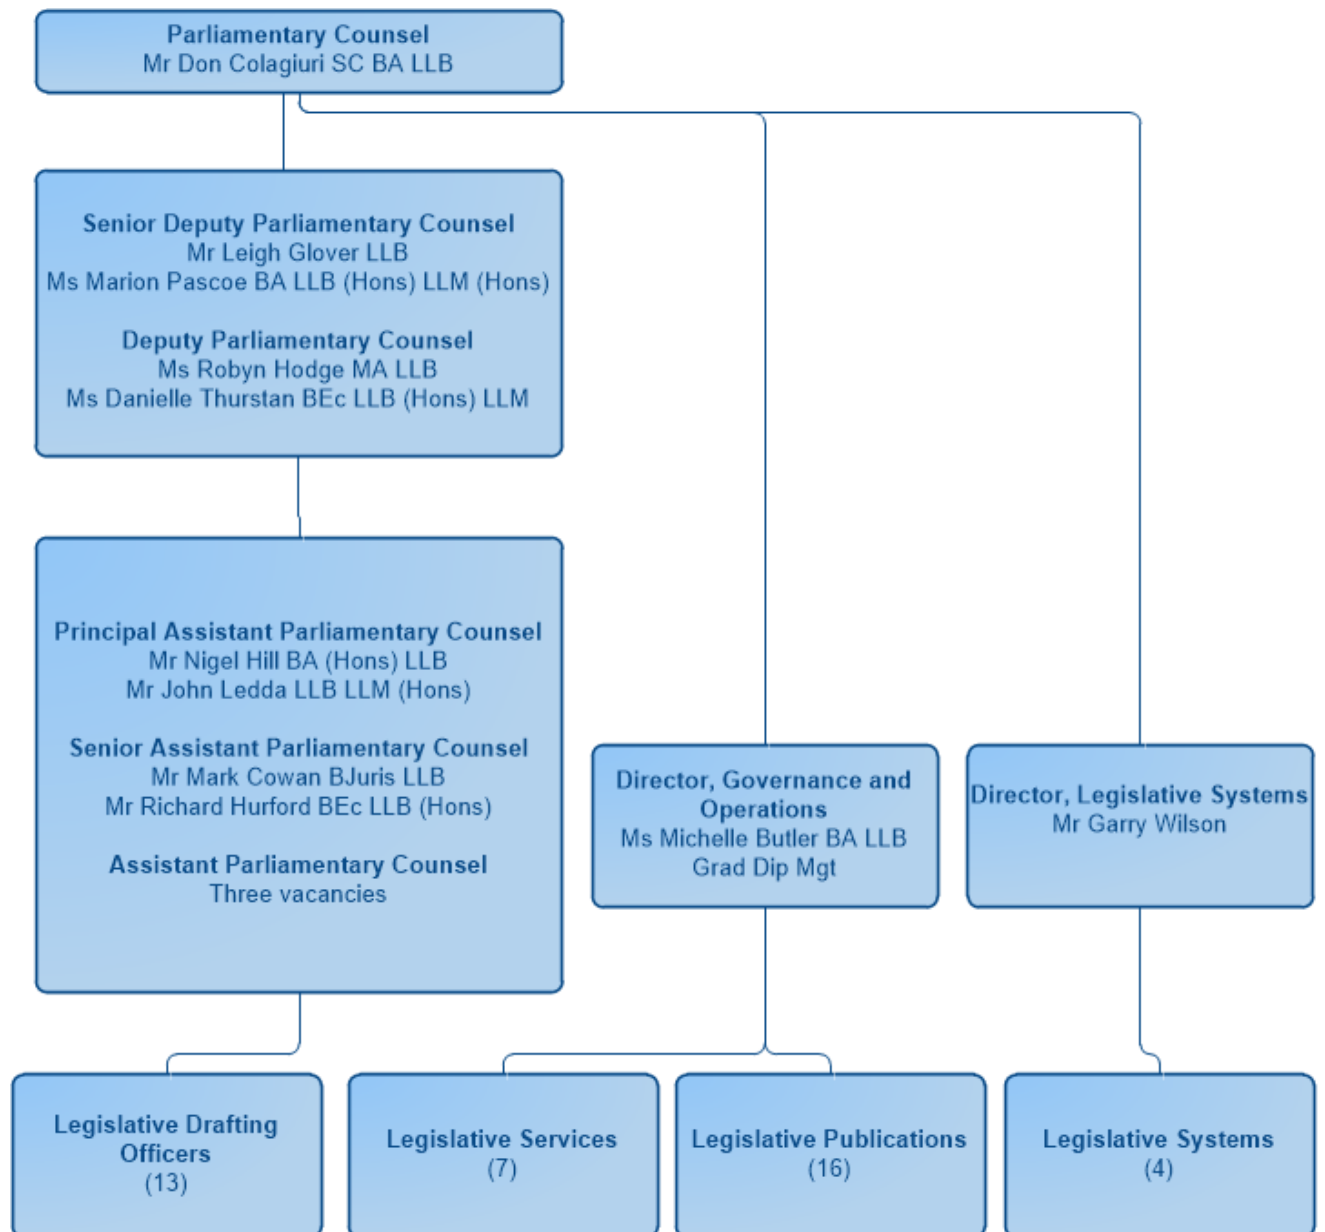 Parliamentary Counsel
Mr Don Colagiuri SC BA LLB
Senior Deputy Parliamentary Counsel
Mr Leigh Glover LLB
Ms Marion Pascoe BA LLB (Hons) LLM (Hons)
Deputy Parliamentary Counsel
Ms Robyn Hodge MA LLB
Ms Danielle Thurstan BEc LLB (Hons) LLM
Principal Assistant Parliamentary Counsel
Mr Nigel Hill BA (Hons) LLB
Mr John Ledda LLB LLM (Hons)
Senior Assistant Parliamentary Counsel
Mr Mark Cowan BJuris LLB
Mr Richard Hurford BEc LLB (Hons)
Assistant Parliamentary Counsel
Three vacancies
Director, Governance and
Operations
Ms Michelle Butler BA LLB
Grad Dip Mgt
Director, Legislative Systems
Mr Garry Wilson
Legislative Drafting
Officers
(13)
Legislative Services
(7)
Legislative Publications
(16)
Legislative Systems
(4)